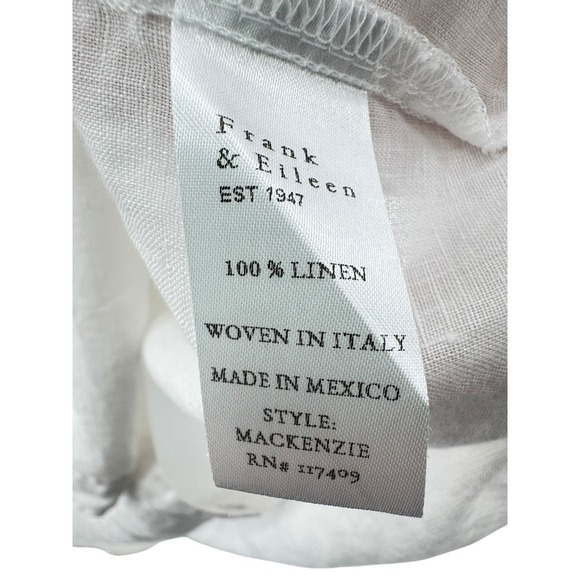 Frank
& Eileen
EST 1947
100 % LINEN
WOVEN IN ITALY
MADE IN MEXICO
STYLE:
MACKENZIE
RN# 117409